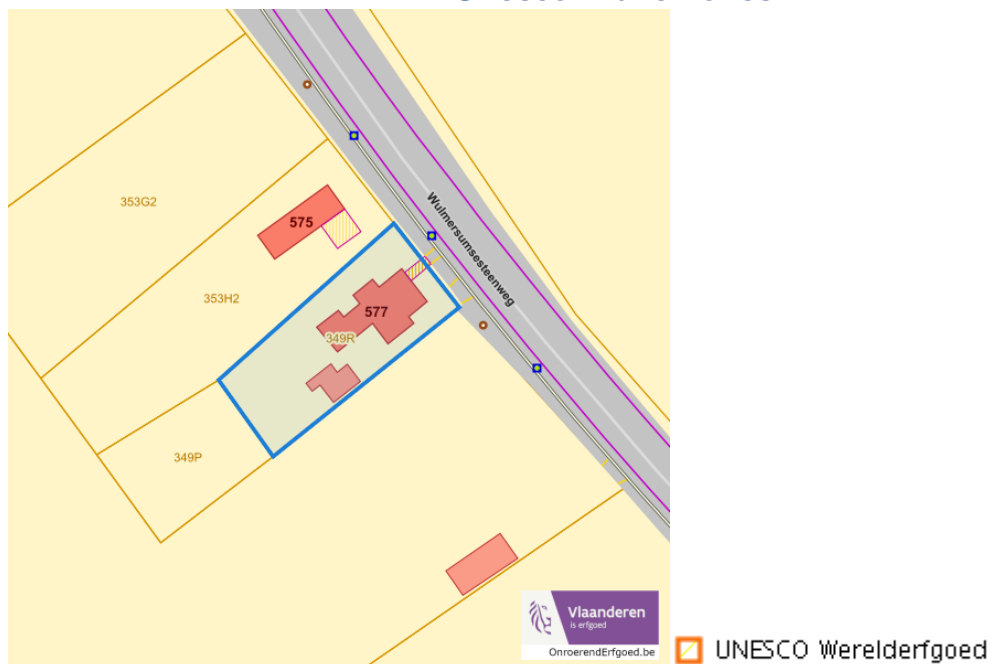 353G2
575
Wulmersumsesteenweg
353H2
577
349R
349P
Vlaanderen
is erfgoed
OnroerendErfgoed.be
UNESCO Werelderfgoed